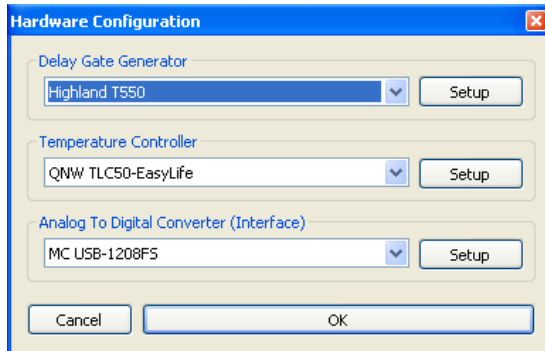 Hardware Configuration
Delay Gate Generator
Highland T550
Setup
Temperature Controller
QNW TLC50-EasyLife
Setup
Analog To Digital Converter (Interface)
MC USB-1208FS
Setup
Cancel
OK